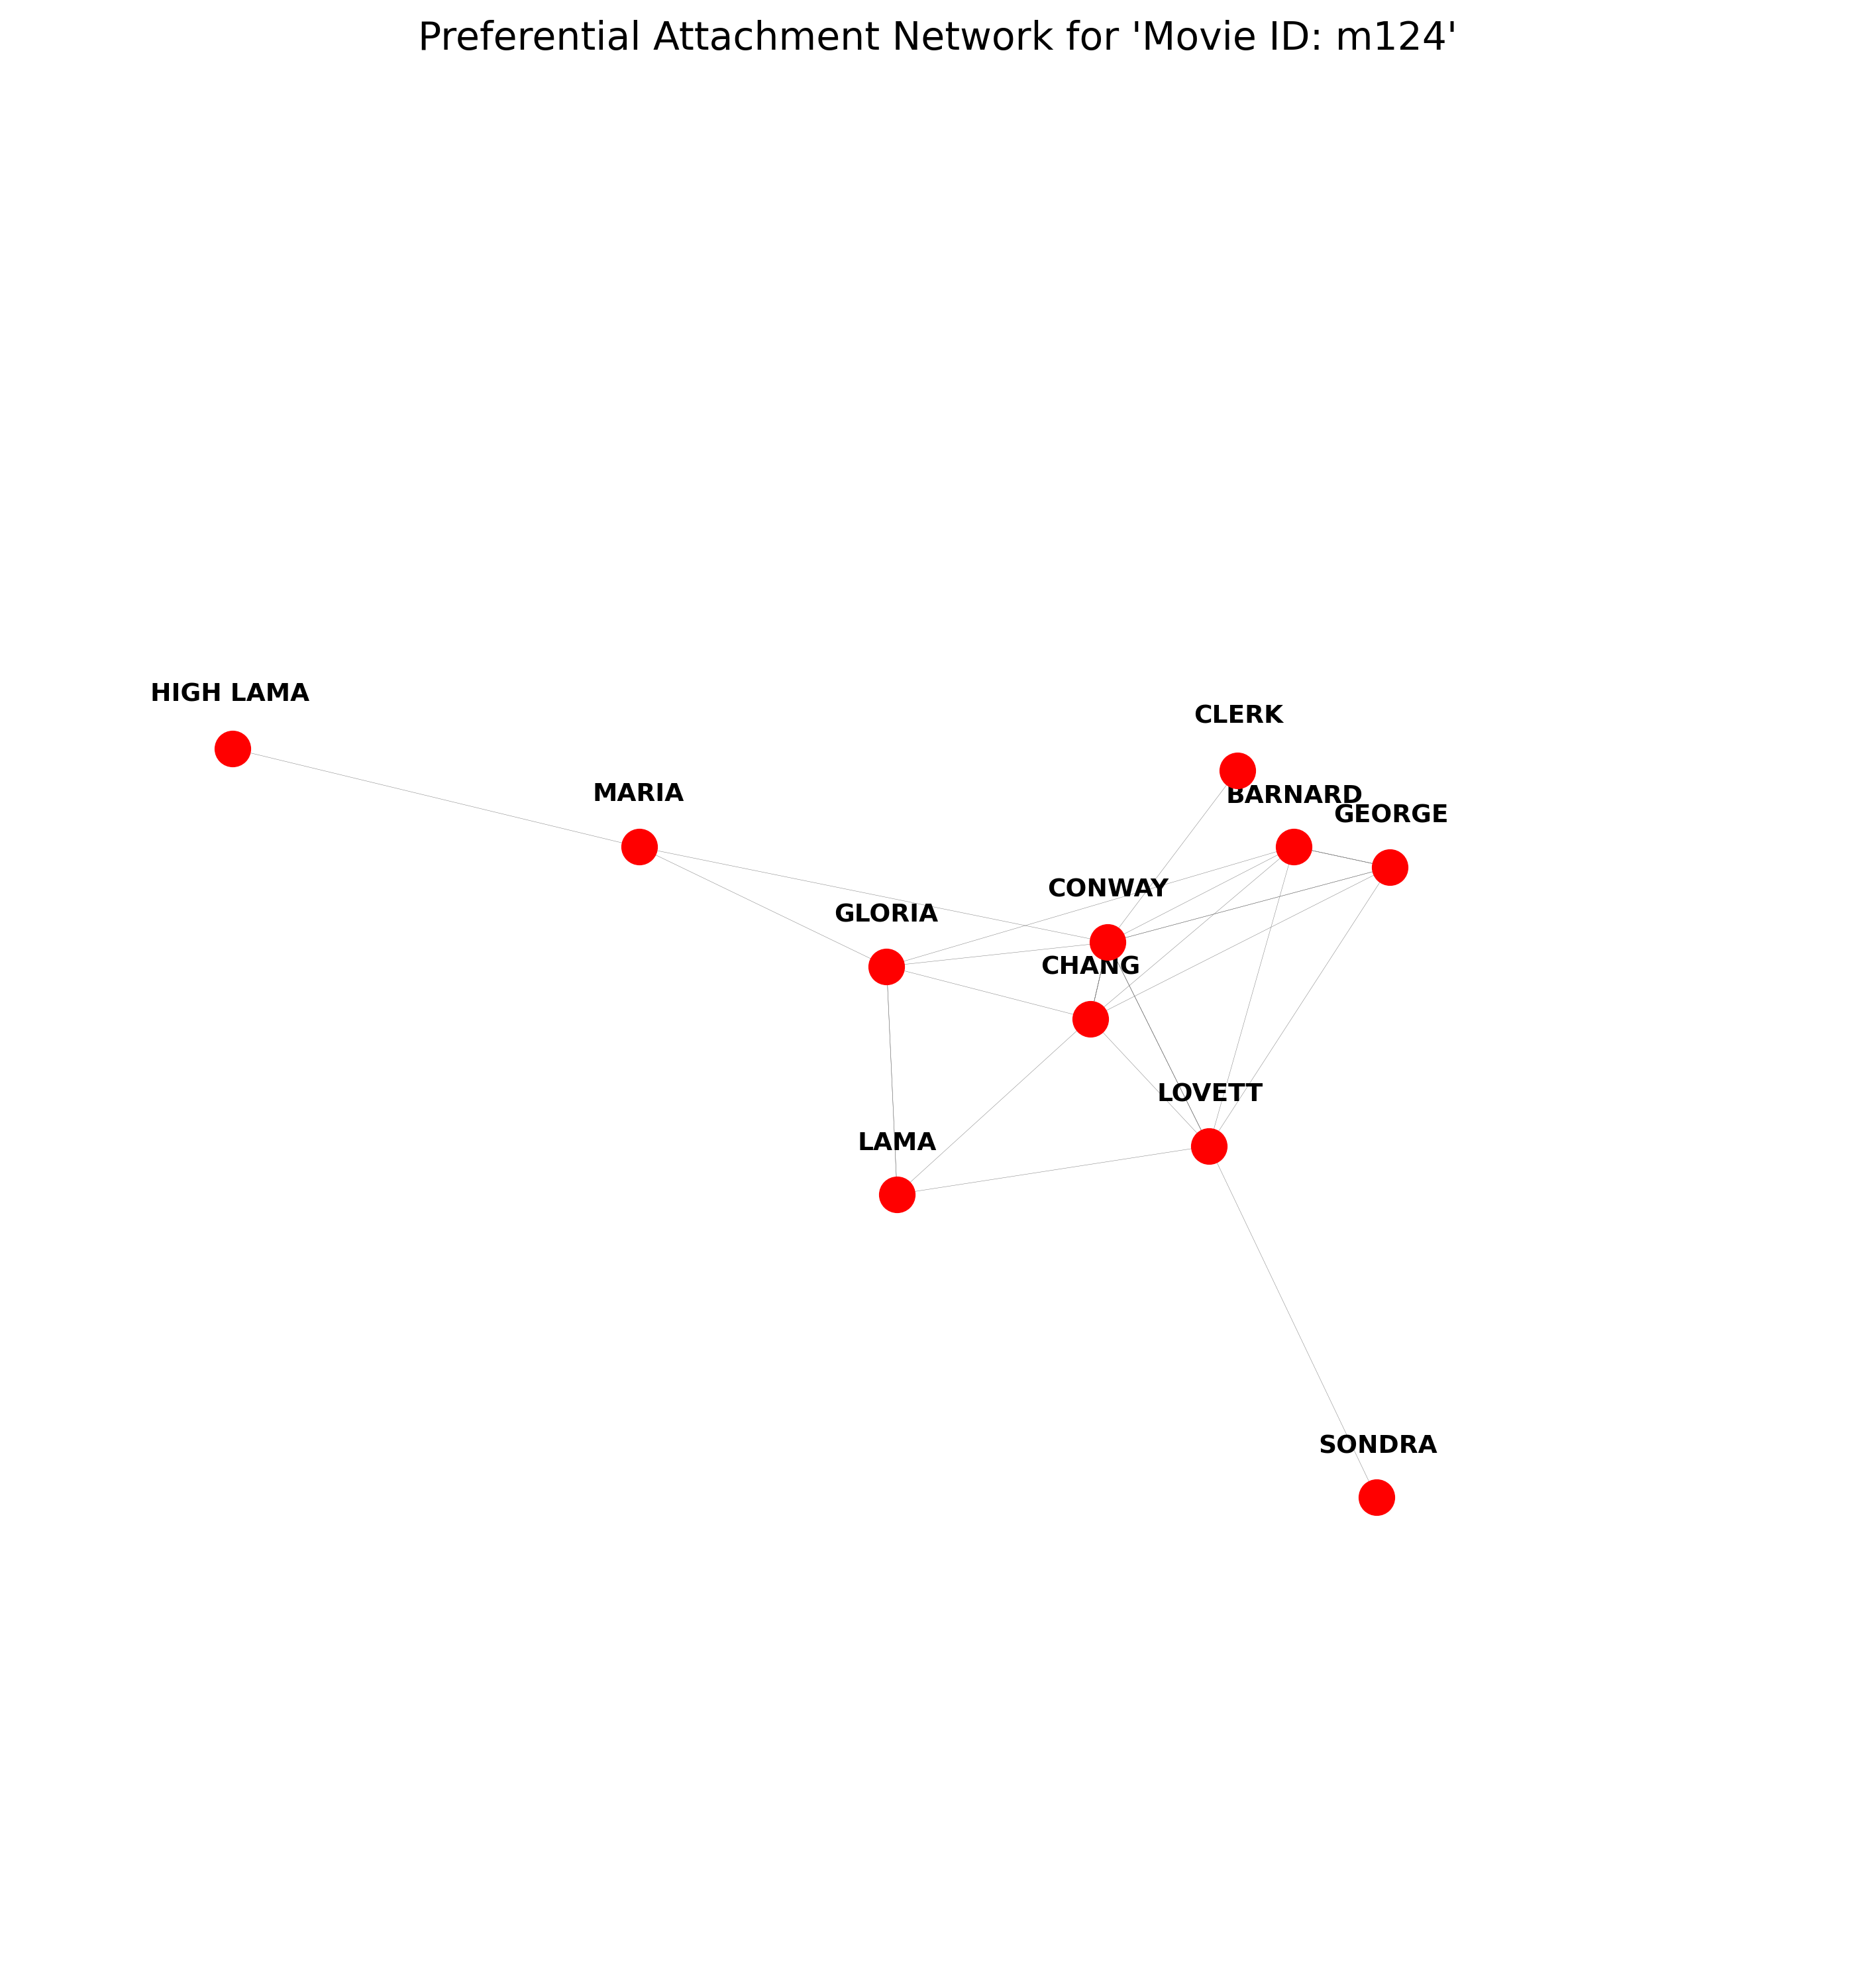 Preferential Attachment Network for 'Movie ID: m124'
HIGH LAMA
CLERK
MARIA
BARNARD
GEORGE
CONWAY
GLORIA
CHANG
LOVETT
LAMA
SONDRA